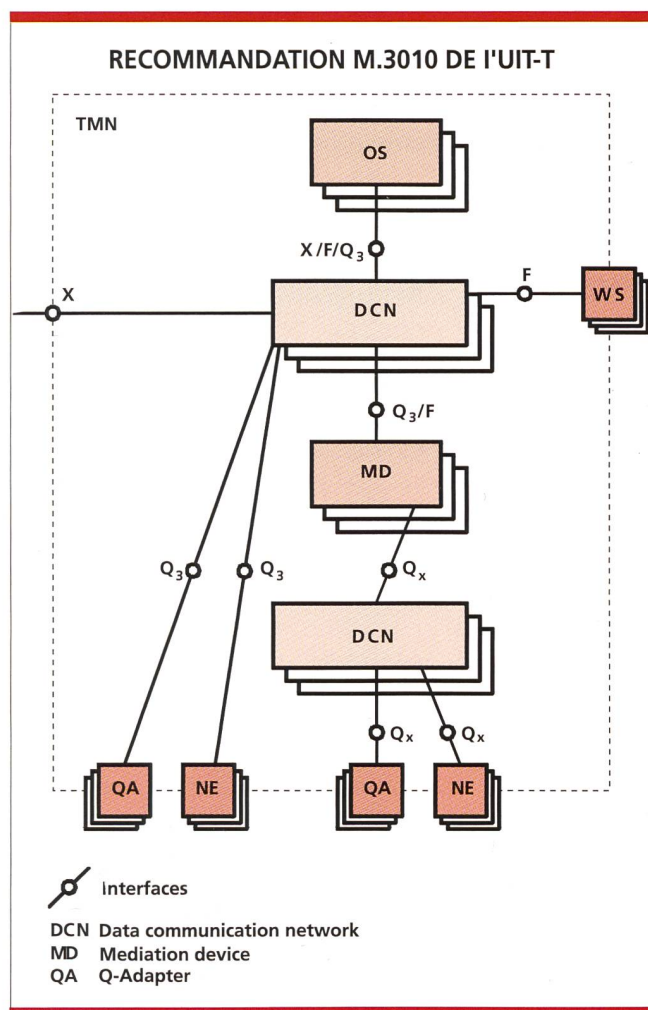 RECOMMANDATION M.3010 DE l'UIT-T
TMN
OS
X/F/Q3
X
F
WS
DCN
Q3/F
MD
Q3
Q3
Qx
DCN
Qx
Qx
QA
NE
QA
NE
Interfaces
DCN Data communication network
MD Mediation device
QA Q-Adapter